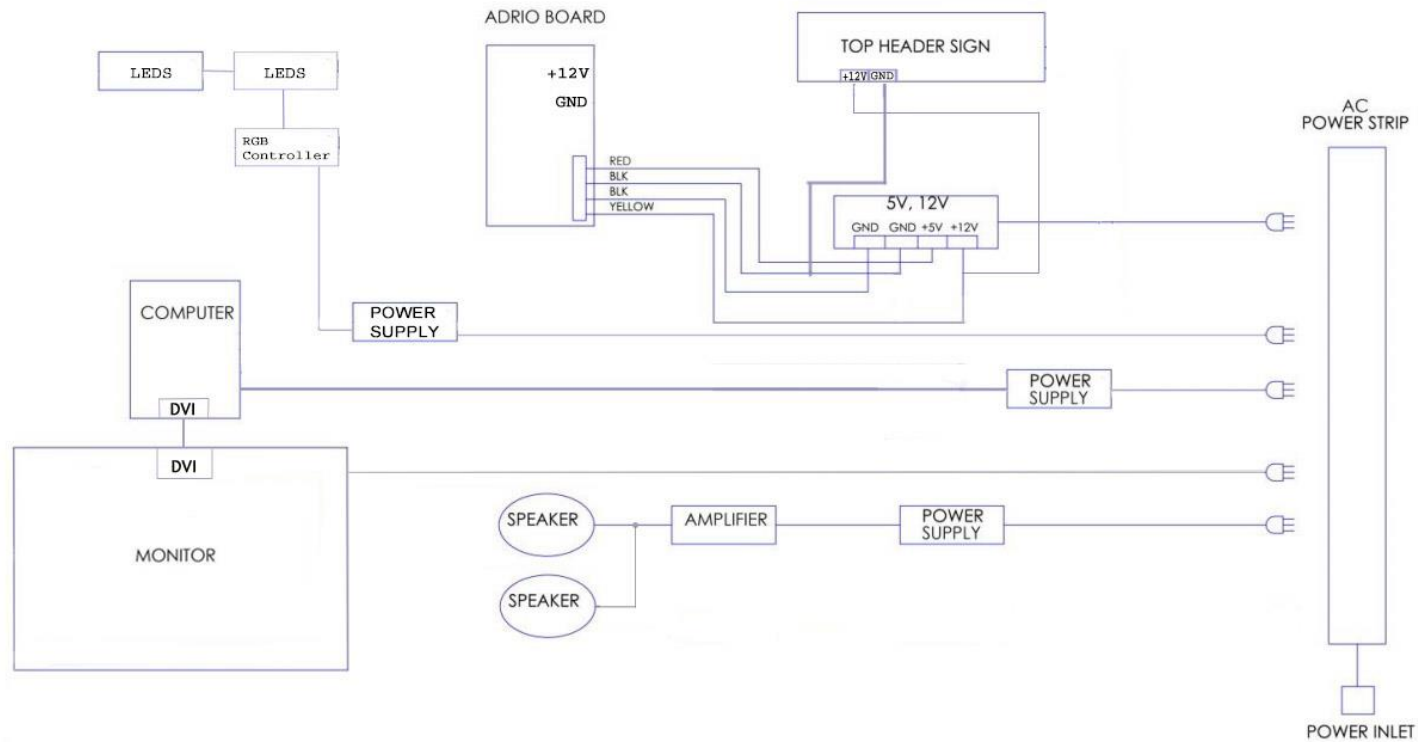 ADRIO BOARD
+12V
GND
RED
BLK
BLK
YELLOW
TOP HEADER SIGN
+12V GND
AC
POWER STRIP
LEDS
LEDS
RGB
Controller
5V, 12V
GND GND +5V +12V
COMPUTER
DVI
POWER
SUPPLY
POWER
SUPPLY
DVI
MONITOR
SPEAKER
AMPLIFIER
POWER
SUPPLY
SPEAKER
POWER INLET